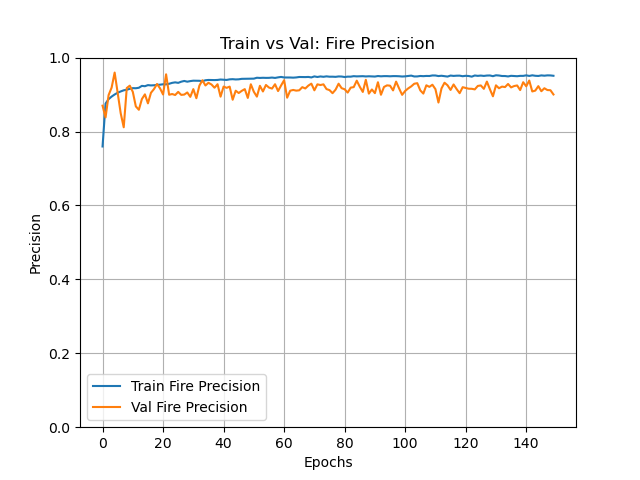 Train vs Val: Fire Precision
1.0
0.8
0.6
0.4
0.2
0.0
Precision
Train Fire Precision
Val Fire Precision
0 20 40 60 80 100 120 140
Epochs